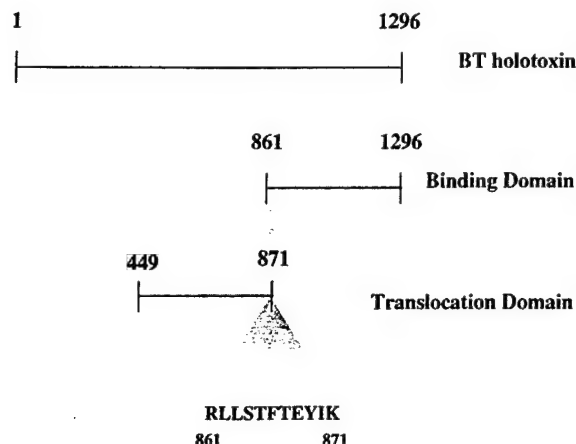 1 1296
BT holotoxin
861 1296
Binding Domain
449 871
Translocation Domain
RLLSTFTEYIK
861 871